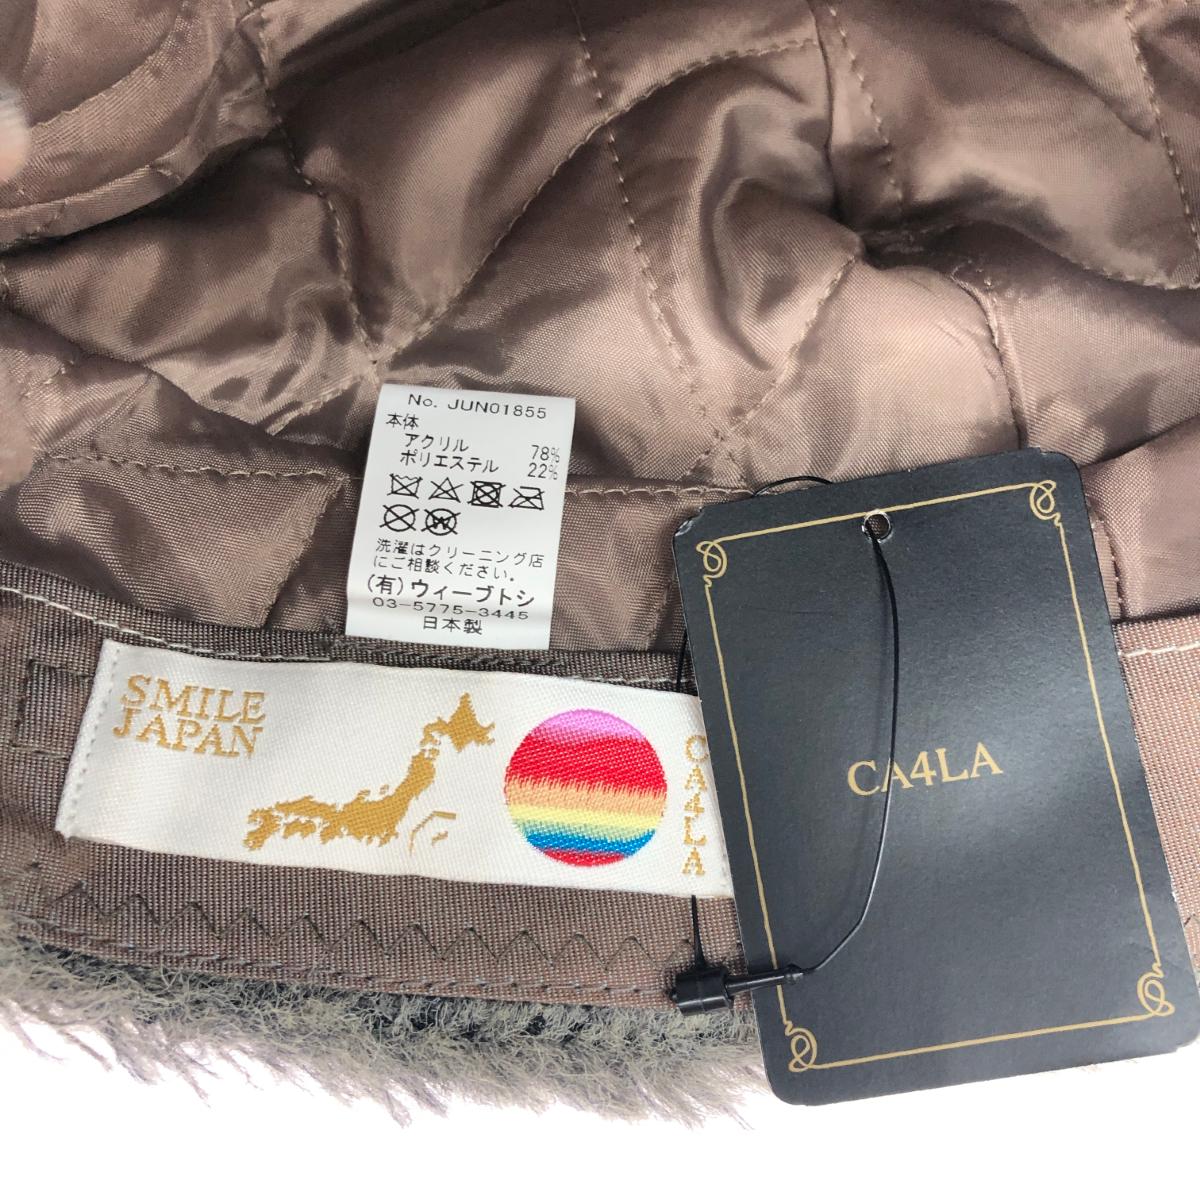 No. JUN01855
本体
アクリル 78%
ポリエステル 22%
洗濯はクリーニング店
にご相談ください。
(有)ウィーブトシ
03-5775-3445
日本製
SMILE
JAPAN
CA4LA
CA4LA